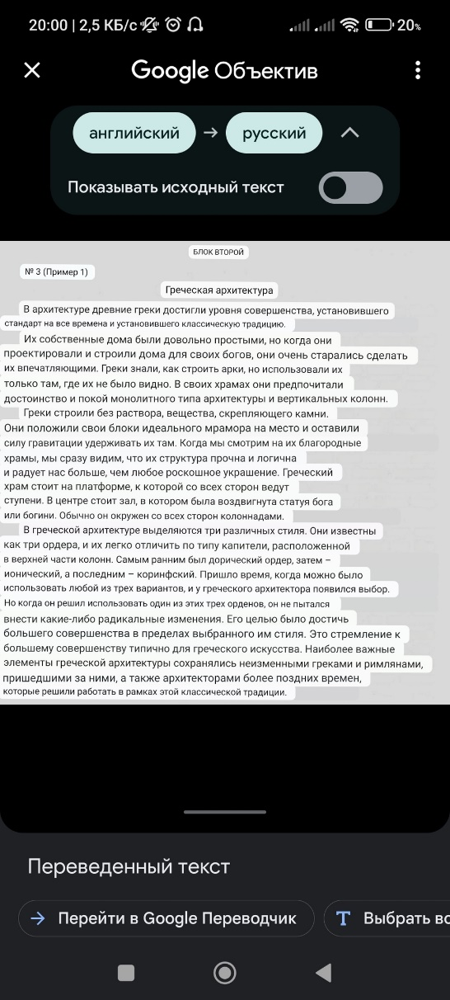 20:00 | 2,5 КБ/с 20%
Google Объектив
английский → русский
Показывать исходный текст
БЛОК ВТОРОЙ
№ 3 (Пример 1)
Греческая архитектура
В архитектуре древние греки достигли уровня совершенства, установившего
стандарт на все времена и установившего классическую традицию.
Их собственные дома были довольно простыми, но когда они
проектировали и строили дома для своих богов, они очень старались сделать
их впечатляющими. Греки знали, как строить арки, но использовали их
только там, где их не было видно. В своих храмах они предпочитали
достоинство и покой монолитного типа архитектуры и вертикальных колонн.
Греки строили без раствора, вещества, скрепляющего камни.
Они положили свои блоки идеального мрамора на место и оставили
силу гравитации удерживать их там. Когда мы смотрим на их благородные
храмы, мы сразу видим, что их структура прочна и логична
и радует нас больше, чем любое роскошное украшение. Греческий
храм стоит на платформе, к которой со всех сторон ведут
ступени. В центре стоит зал, в котором была воздвигнута статуя бога
или богини. Обычно он окружен со всех сторон колоннадами.
В греческой архитектуре выделяются три различных стиля. Они известны
как три ордера, и их легко отличить по типу капители, расположенной
в верхней части колонн. Самым ранним был дорический ордер, затем –
ионический, а последним – коринфский. Пришло время, когда можно было
использовать любой из трех вариантов, и у греческого архитектора появился выбор.
Но когда он решил использовать один из этих трех орденов, он не пытался
внести какие-либо радикальные изменения. Его целью было достичь
большего совершенства в пределах выбранного им стиля. Это стремление к
большему совершенству типично для греческого искусства. Наиболее важные
элементы греческой архитектуры сохранялись неизменными греками и римлянами,
пришедшими за ними, а также архитекторами более поздних времен,
которые решили работать в рамках этой классической традиции.
Переведенный текст
Перейти в Google Переводчик
Выбрать вс